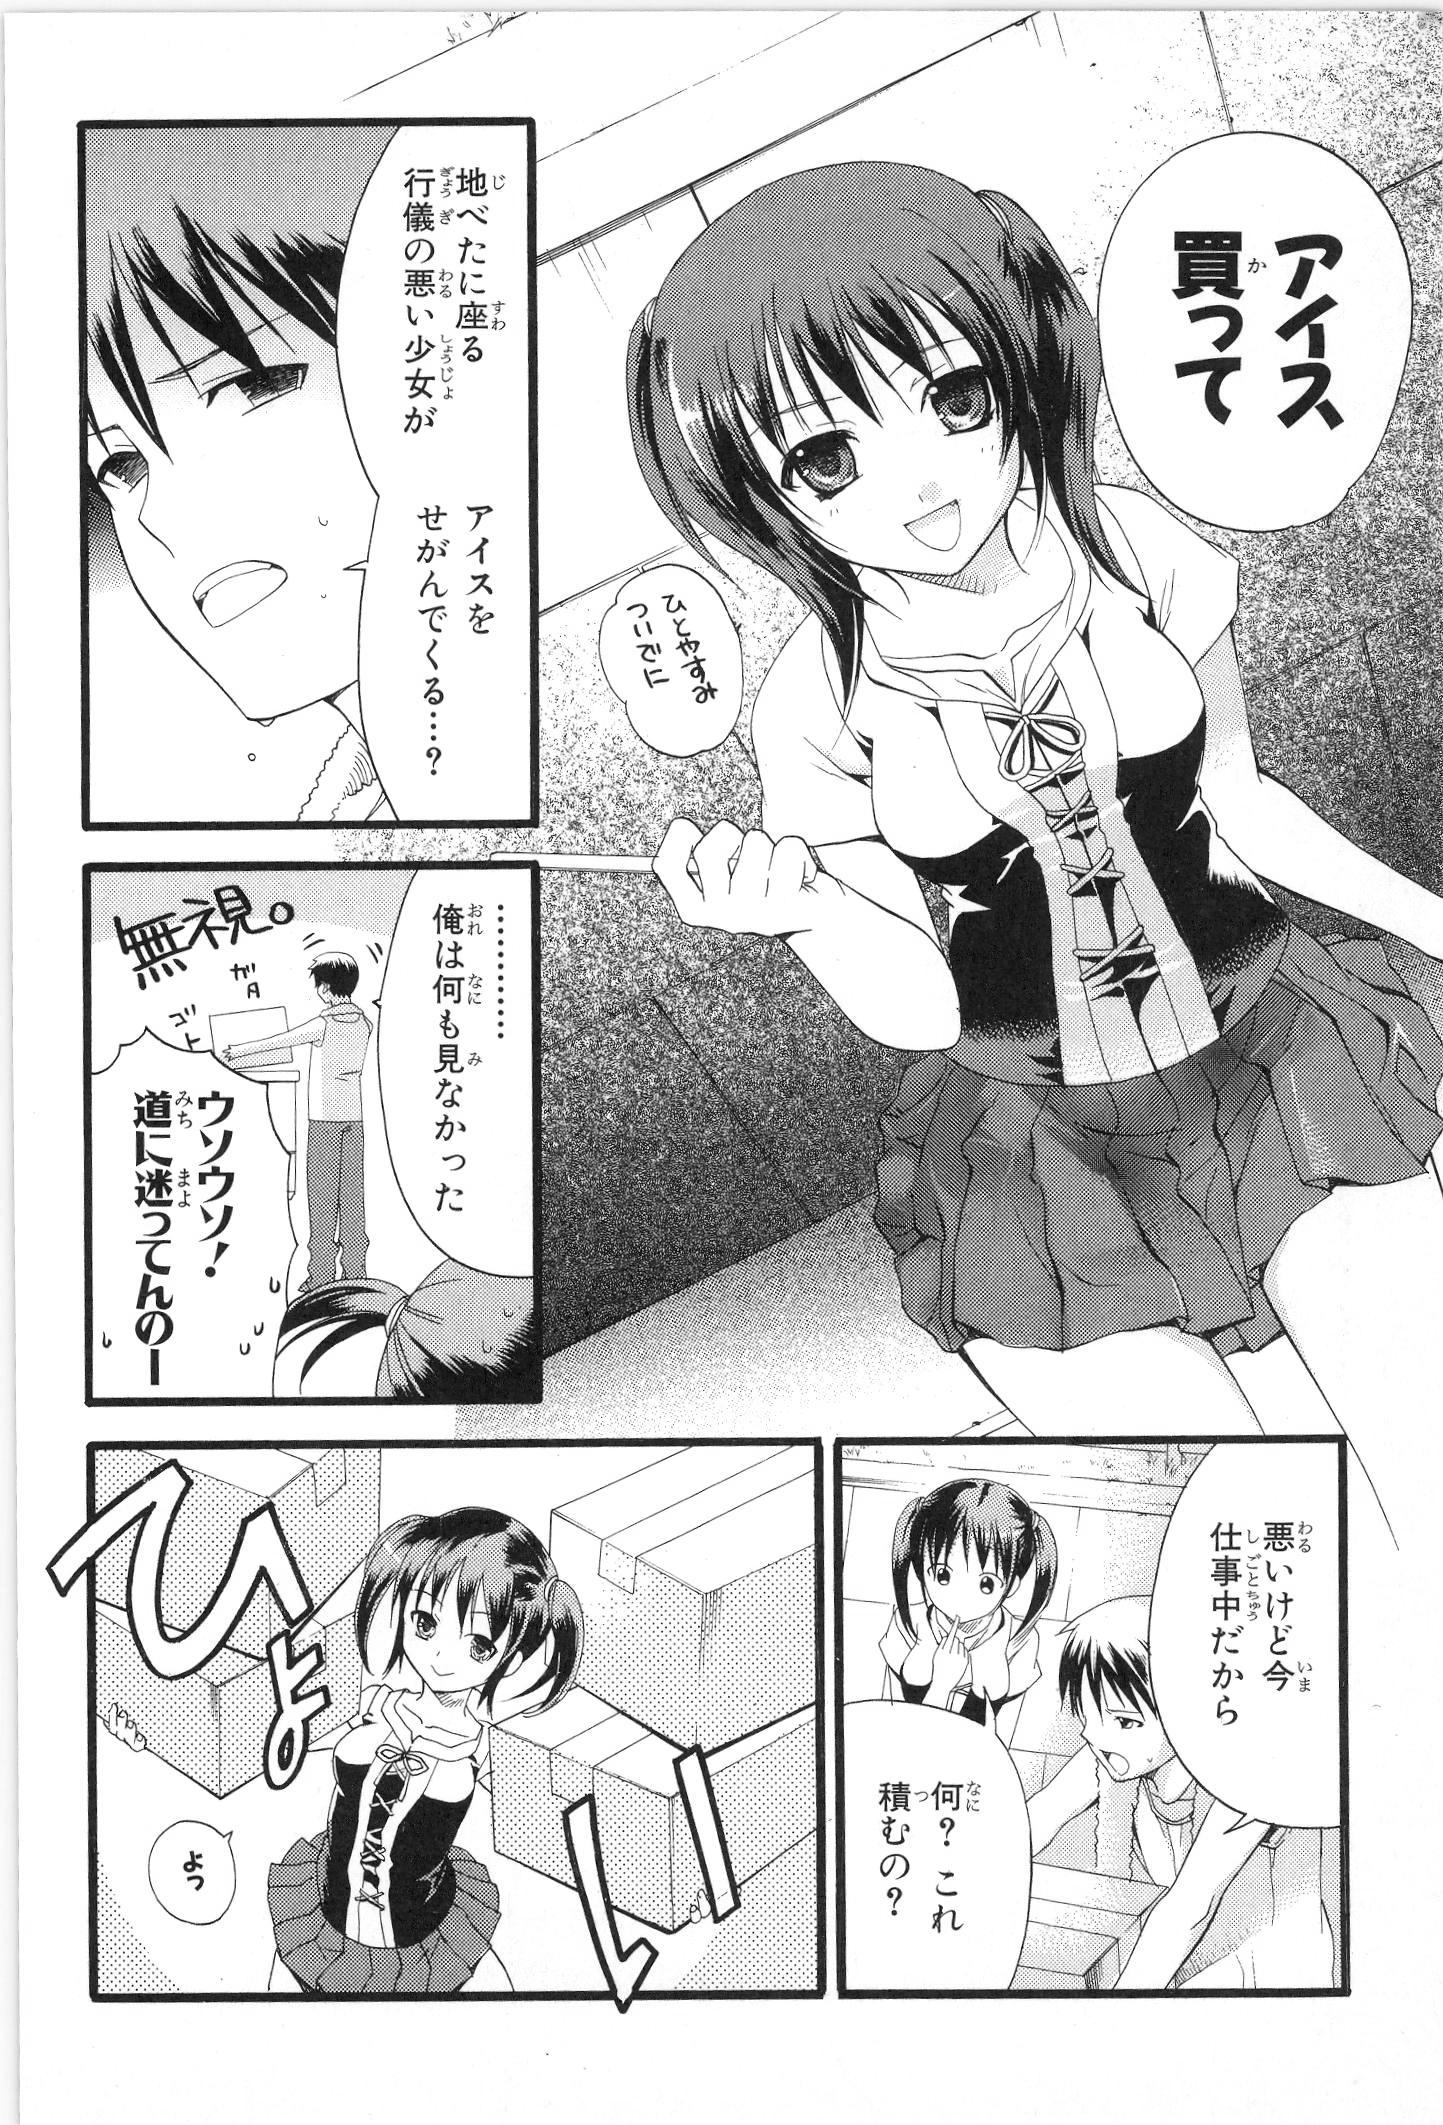 アイス、
買って
ひとやすみ
ついでに
地べたに座る
行儀の悪い少女が
アイスを
せがんでくる…?
…………
俺は何も見なかった
無視。
ガタ
ゴト
ウソウソ!
道に迷ってんのー
悪いけど今
仕事中だから
何?これ
積むの?
ひょい
よっ